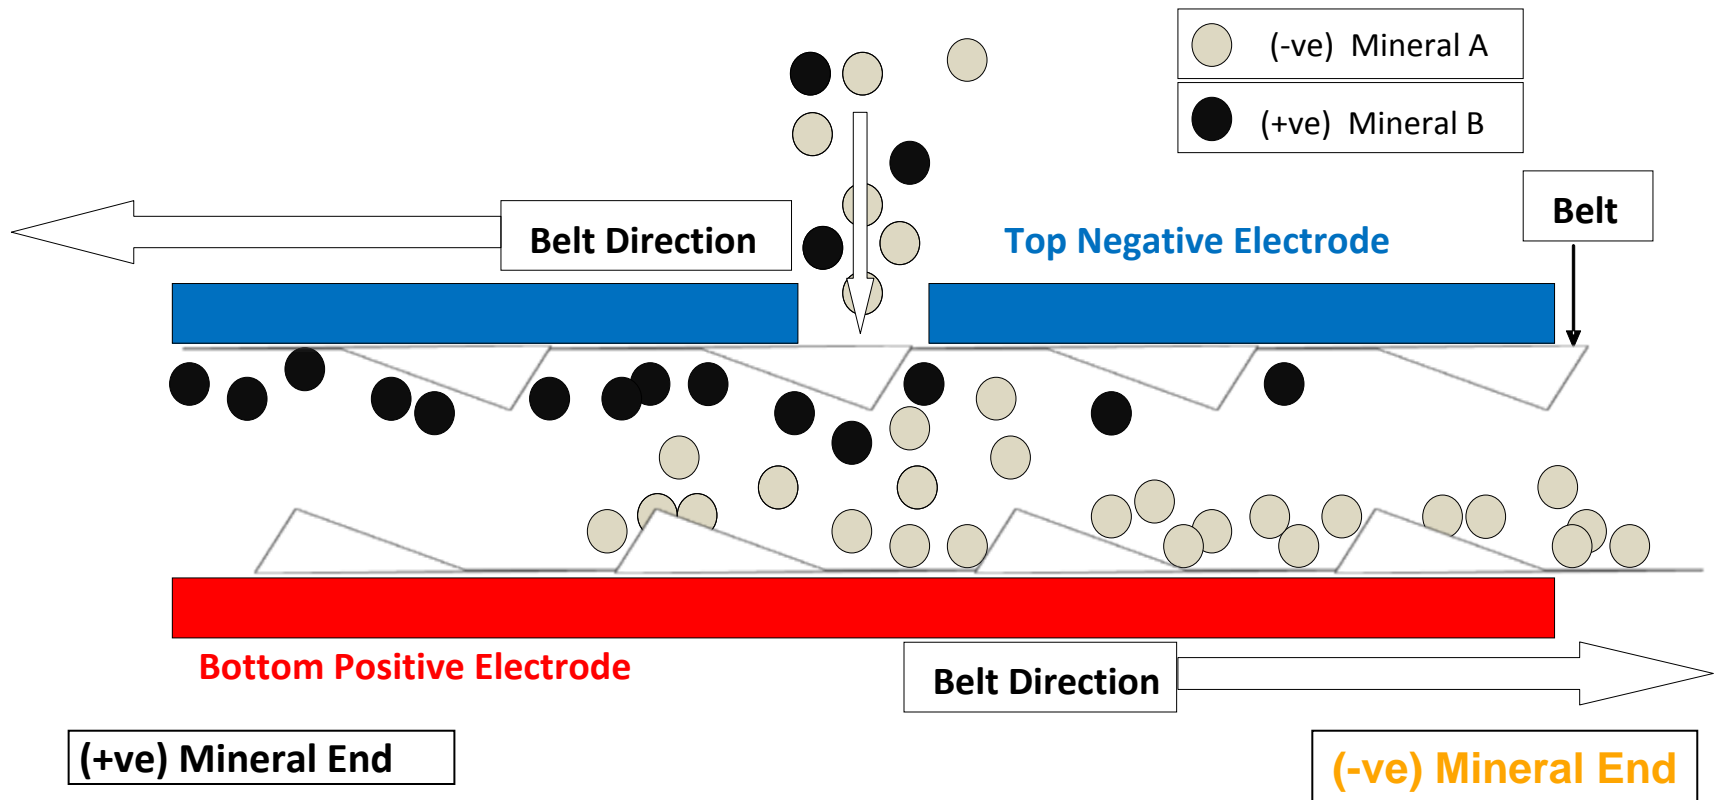 (-ve) Mineral A
(+ve) Mineral B
Belt
Belt Direction
Top Negative Electrode
Bottom Positive Electrode
Belt Direction
(+ve) Mineral End
(-ve) Mineral End